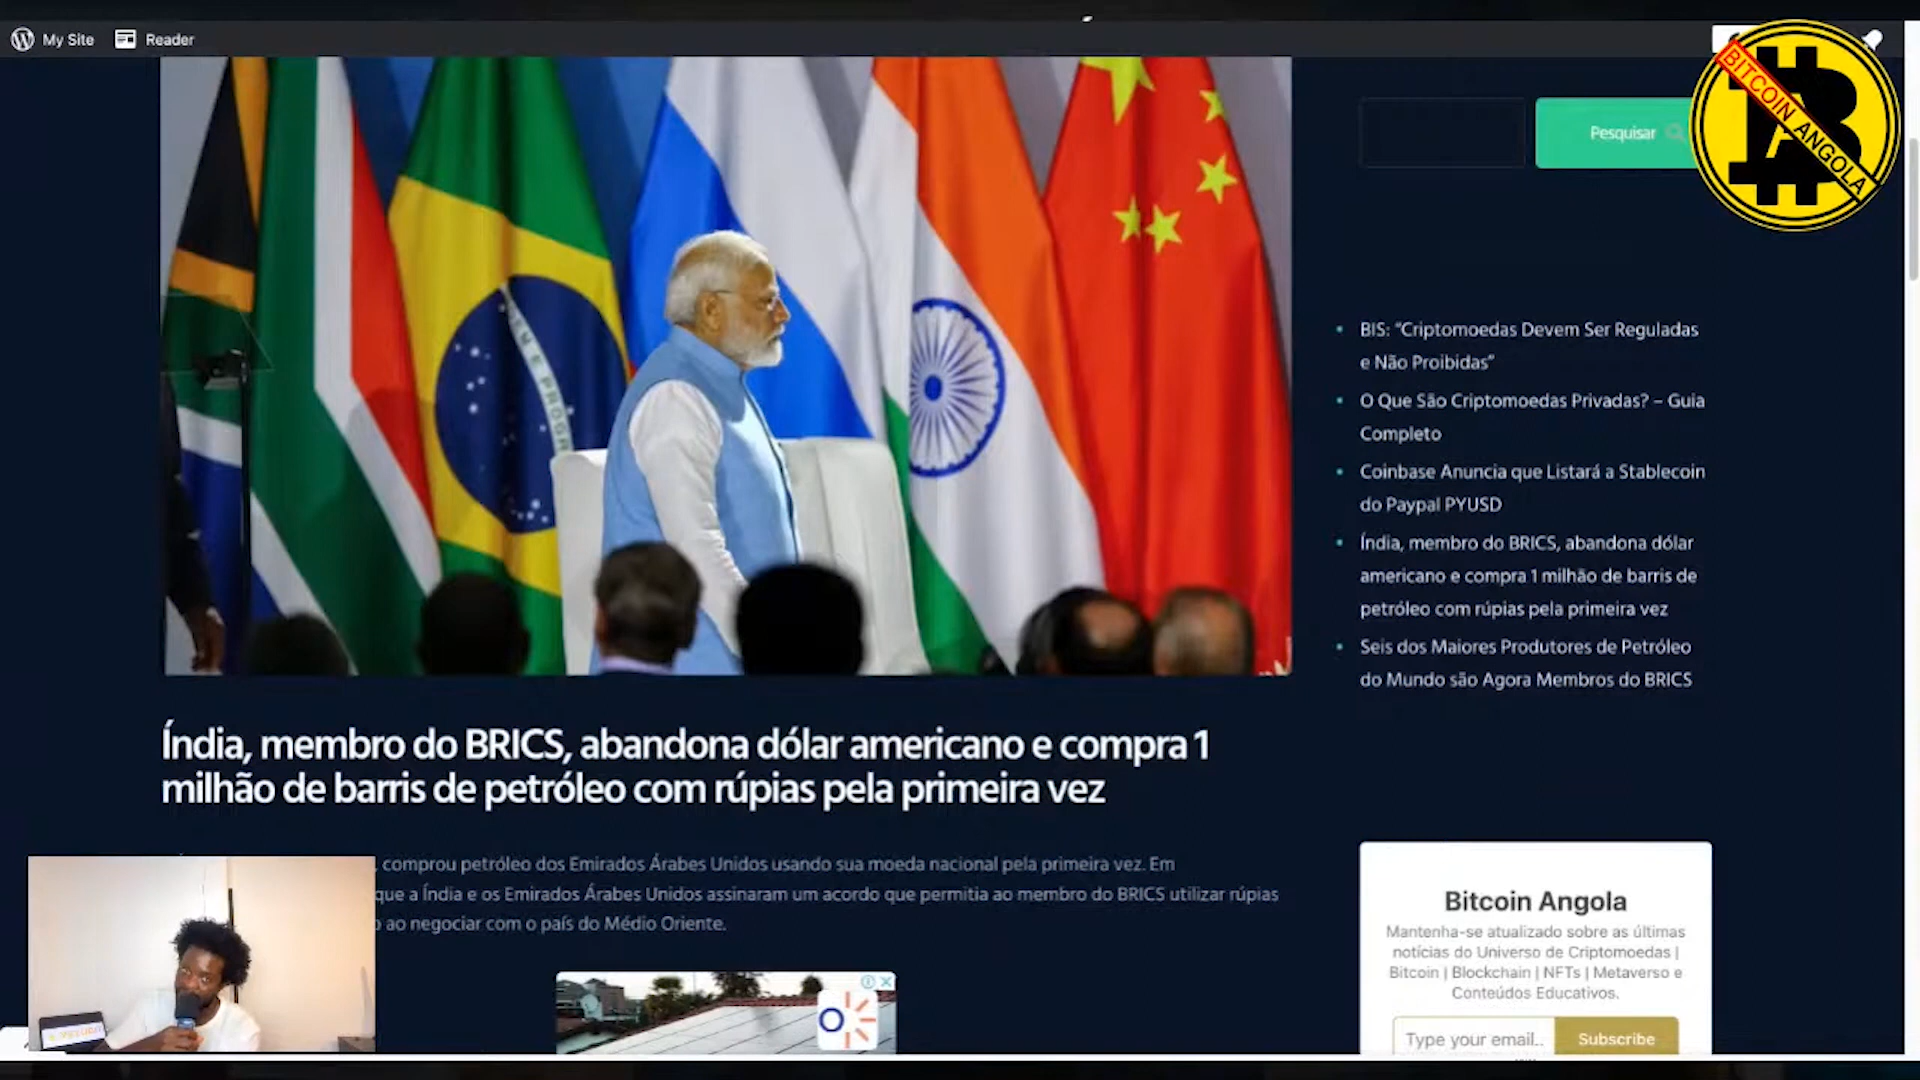 My Site
Reader
BITCOIN ANGOLA
Pesquisar
BIS: “Criptomoedas Devem Ser Reguladas
e Não Proibidas”
O Que São Criptomoedas Privadas? – Guia
Completo
Coinbase Anuncia que Listará a Stablecoin
do Paypal PYUSD
Índia, membro do BRICS, abandona dólar
americano e compra 1 milhão de barris de
petróleo com rúpias pela primeira vez
Seis dos Maiores Produtores de Petróleo
do Mundo são Agora Membros do BRICS
Índia, membro do BRICS, abandona dólar americano e compra 1
milhão de barris de petróleo com rúpias pela primeira vez
, comprou petróleo dos Emirados Árabes Unidos usando sua moeda nacional pela primeira vez. Em
que a Índia e os Emirados Árabes Unidos assinaram um acordo que permitia ao membro do BRICS utilizar rúpias
ao negociar com o país do Médio Oriente.
Bitcoin Angola
Mantenha-se atualizado sobre as últimas
notícias do Universo de Criptomoedas |
Bitcoin | Blockchain | NFTs | Metaverso e
Conteúdos Educativos.
Type your email..
Subscribe